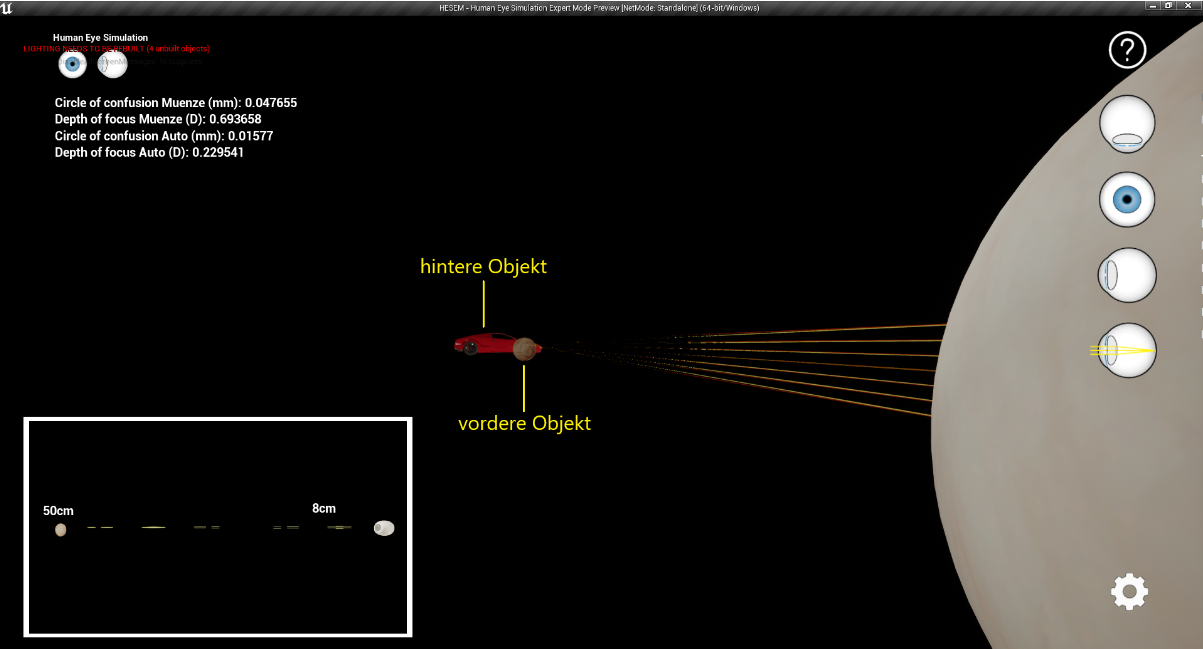 HESEM - Human Eye Simulation Expert Mode Preview [NetMode: Standalone] (64-bit/Windows)
Human Eye Simulation
LIGHTING NEEDS TO BE REBUILT (4 unbuilt objects)
Circle of confusion Muenze (mm): 0.047655
Depth of focus Muenze (D): 0.693658
Circle of confusion Auto (mm): 0.01577
Depth of focus Auto (D): 0.229541
?
hintere Objekt
vordere Objekt
50cm
8cm